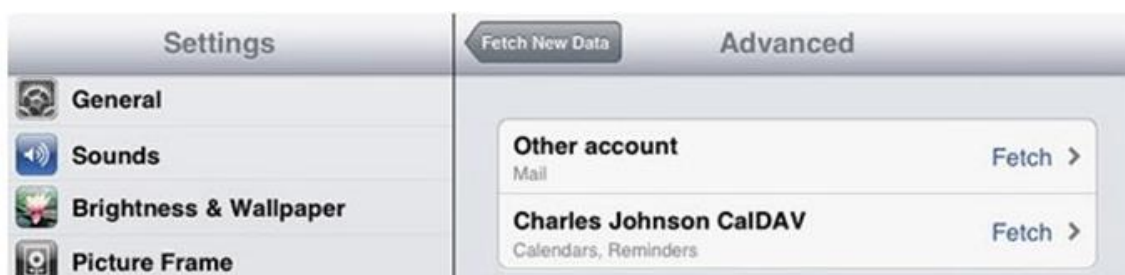 Settings
General
Sounds
Brightness & Wallpaper
Picture Frame
Fetch New Data
Advanced
Other account
Mail
Fetch
Charles Johnson CalDAV
Calendars, Reminders
Fetch